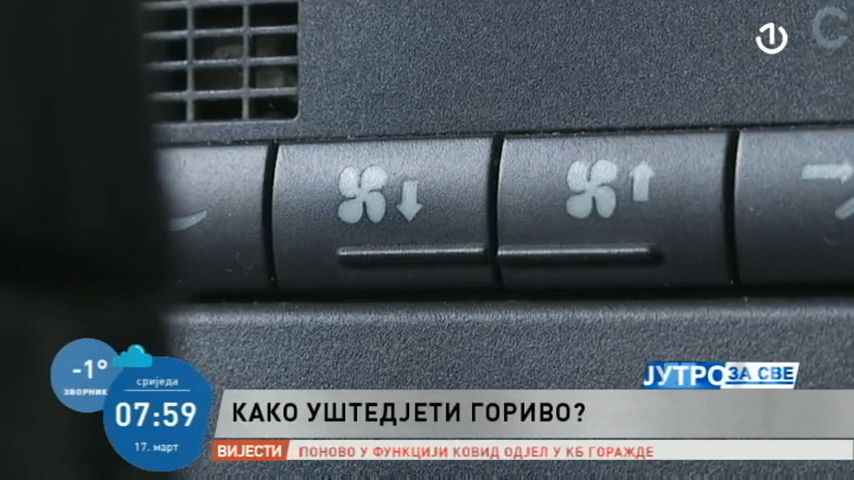 1
C
-1°
ЗВОРНИК
сриједа
07:59
17. март
ЈУТРО ЗА СВЕ
КАКО УШТЕДЈЕТИ ГОРИВО?
ВИЈЕСТИ ПОНОВО У ФУНКЦИЈИ КОВИД ОДЈЕЛ У КБ ГОРАЖДЕ